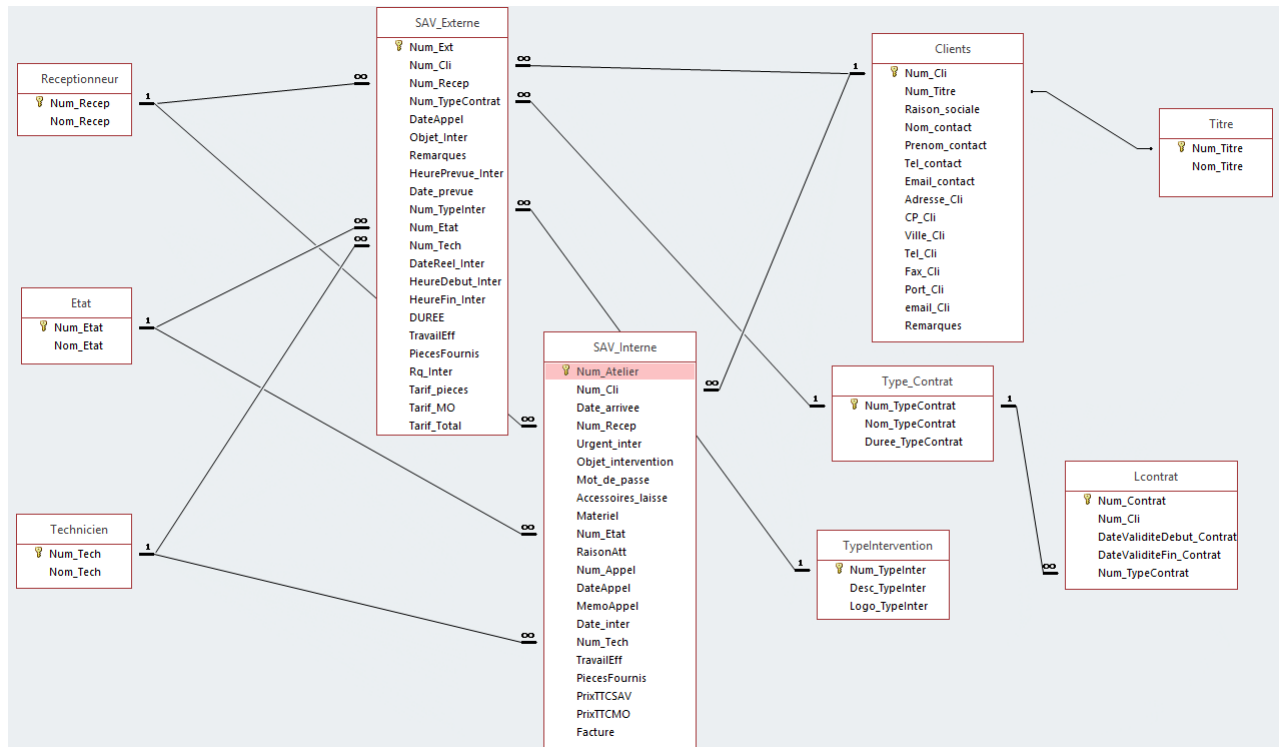 SAV_Externe
Num_Ext
Num_Cli
Num_Recep
Num_TypeContrat
DateAppel
Objet_Inter
Remarques
HeurePrevue_Inter
Date_prevue
Num_TypeInter
Num_Etat
Num_Tech
DateReel_Inter
HeureDebut_Inter
HeureFin_Inter
DUREE
TravailEff
PiecesFournis
Rq_Inter
Tarif_pieces
Tarif_MO
Tarif_Total
Receptionneur
Num_Recep
Nom_Recep
Etat
Num_Etat
Nom_Etat
Technicien
Num_Tech
Nom_Tech
SAV_Interne
Num_Atelier
Num_Cli
Date_arrivee
Num_Recep
Urgent_inter
Objet_intervention
Mot_de_passe
Accessoires_laisse
Materiel
Num_Etat
RaisonAtt
Num_Appel
DateAppel
MemoAppel
Date_inter
Num_Tech
TravailEff
PiecesFournis
PrixTTCSAV
PrixTTCMO
Facture
Clients
Num_Cli
Num_Titre
Raison_sociale
Nom_contact
Prenom_contact
Tel_contact
Email_contact
Adresse_Cli
CP_Cli
Ville_Cli
Tel_Cli
Fax_Cli
Port_Cli
email_Cli
Remarques
Titre
Num_Titre
Nom_Titre
Type_Contrat
Num_TypeContrat
Nom_TypeContrat
Duree_TypeContrat
Lcontrat
Num_Contrat
Num_Cli
DateValiditeDebut_Contrat
DateValiditeFin_Contrat
Num_TypeContrat
TypeIntervention
Num_TypeInter
Desc_TypeInter
Logo_TypeInter
1
∞
∞
1
∞
∞
1
∞
∞
1
∞
∞
1
∞
1
1
∞